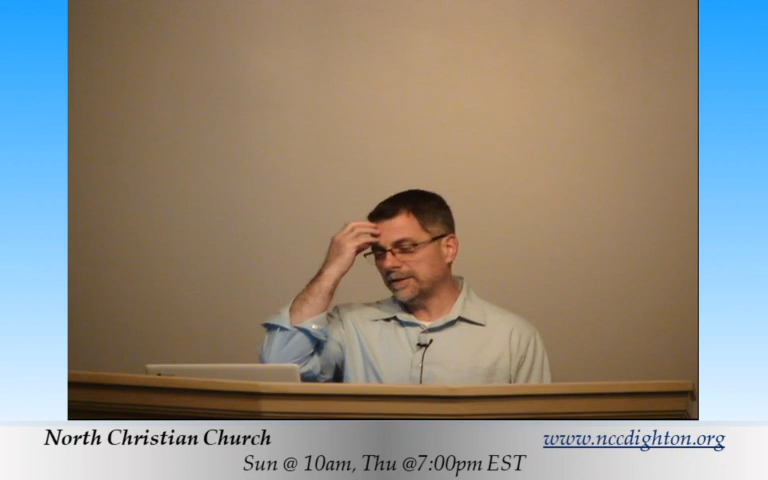 North Christian Church www.nccdighton.org
Sun @ 10am, Thu @7:00pm EST